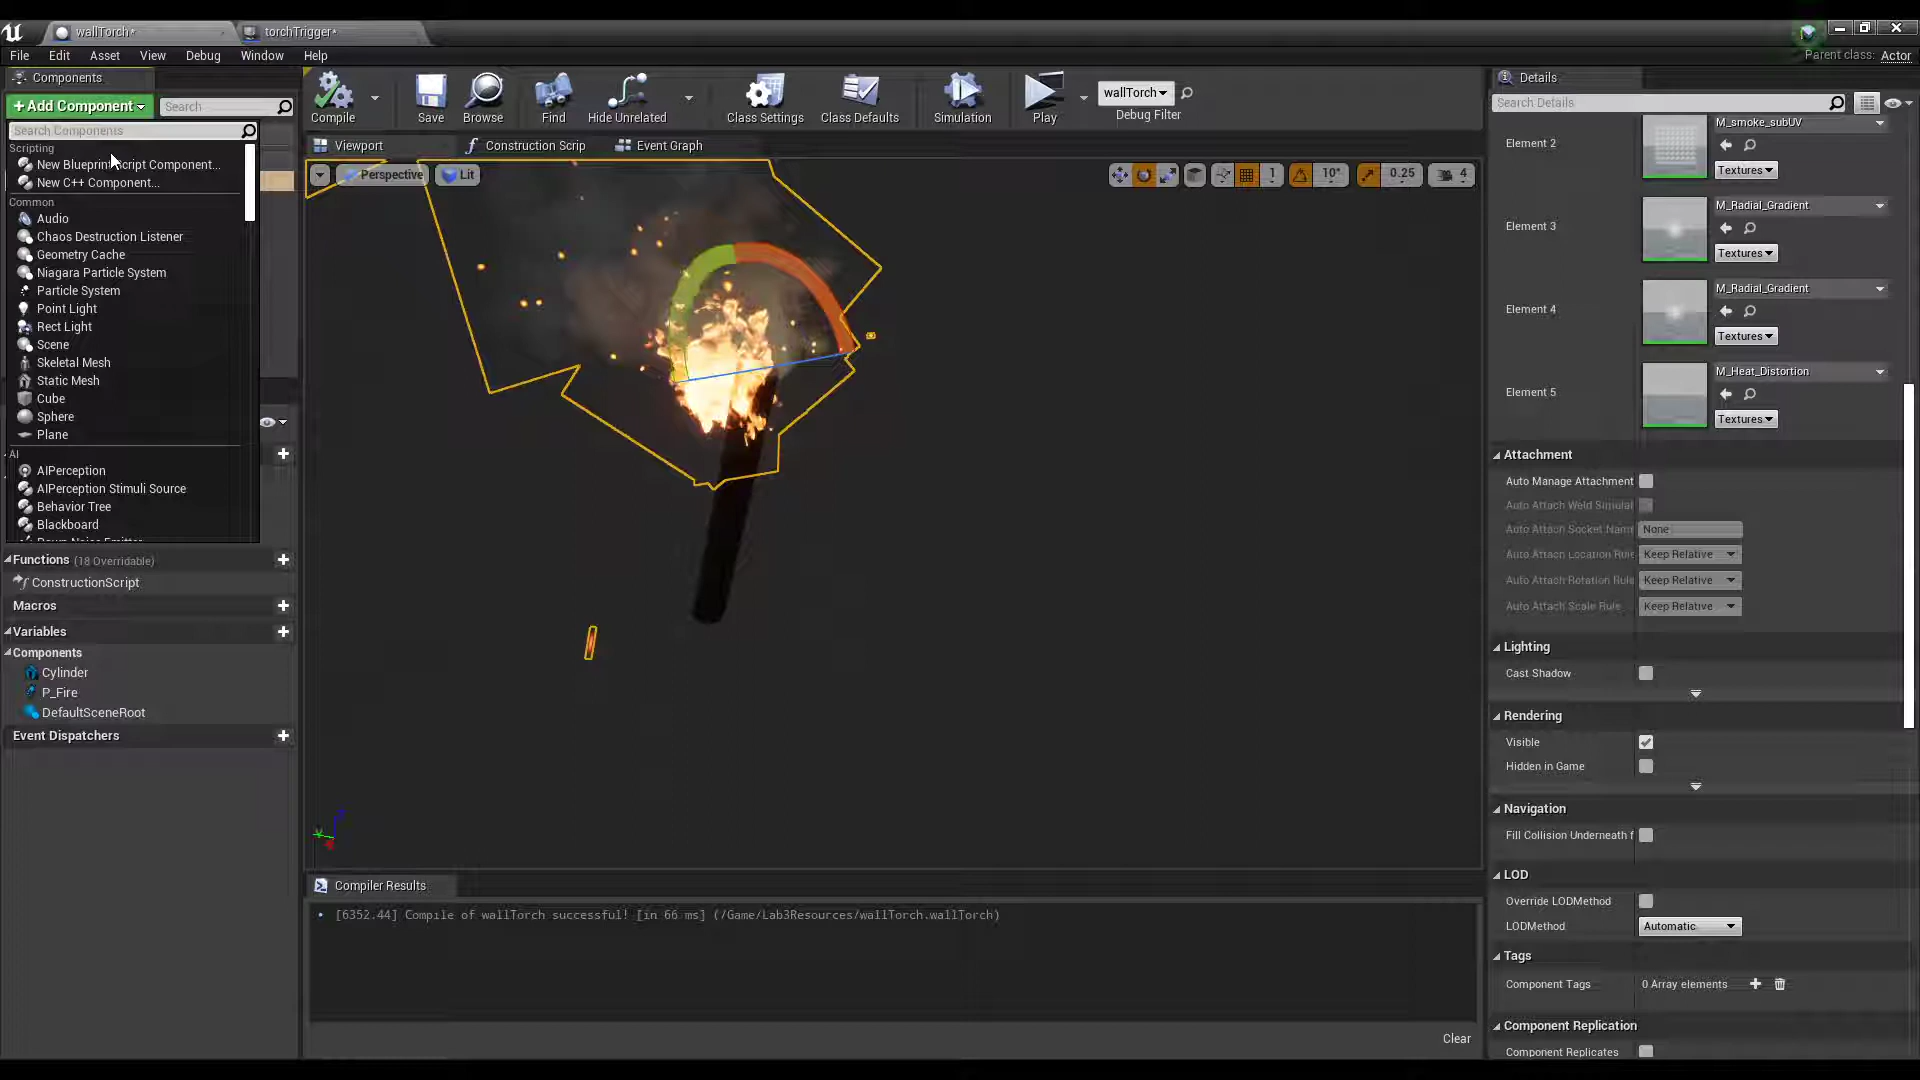 wallTorch*
torchTrigger*
File Edit Asset View Debug Window Help
Parent class: Actor
Components
+Add Component
Search
Search Components
Scripting
New Blueprint Script Component...
New C++ Component...
Common
Audio
Chaos Destruction Listener
Geometry Cache
Niagara Particle System
Particle System
Point Light
Rect Light
Scene
Skeletal Mesh
Static Mesh
Cube
Sphere
Plane
AI
AIPerception
AIPerception Stimuli Source
Behavior Tree
Blackboard
Functions (18 Overridable)
ConstructionScript
Macros
Variables
Components
Cylinder
P_Fire
DefaultSceneRoot
Event Dispatchers
Compile
Save
Browse
Find
Hide Unrelated
Class Settings
Class Defaults
Simulation
Play
wallTorch
Debug Filter
Viewport
Construction Scrip
Event Graph
Perspective
Lit
1
10°
0.25
4
Compiler Results
[6352.44] Compile of wallTorch successful! [in 66 ms] (/Game/Lab3Resources/wallTorch.wallTorch)
Clear
Details
Search Details
Element 2
M_smoke_subUV
Textures
Element 3
M_Radial_Gradient
Textures
Element 4
M_Radial_Gradient
Textures
Element 5
M_Heat_Distortion
Textures
Attachment
Auto Manage Attachment
Auto Attach Weld Simulat
Auto Attach Socket Name None
Auto Attach Location Rule Keep Relative
Auto Attach Rotation Rule Keep Relative
Auto Attach Scale Rule Keep Relative
Lighting
Cast Shadow
Rendering
Visible
Hidden in Game
Navigation
Fill Collision Underneath f
LOD
Override LODMethod
LODMethod Automatic
Tags
Component Tags 0 Array elements
Component Replication
Component Replicates